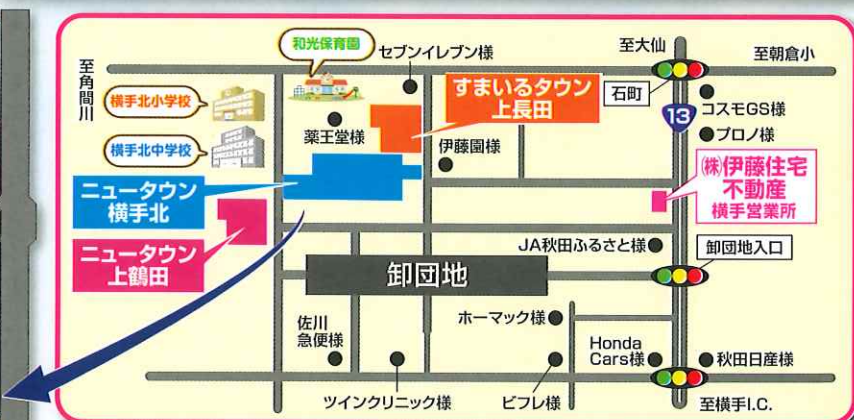 和光保育園
セブンイレブン様
至大仙
至朝倉小
至角間川
横手北小学校
すまいるタウン
上長田
石町
コスモGS様
13
プロノ様
薬王堂様
伊藤園様
横手北中学校
ニュータウン
横手北
㈱伊藤住宅
不動産
横手営業所
ニュータウン
上鶴田
JA秋田ふるさと様
卸団地入口
卸団地
佐川
急便様
ホーマック様
Honda
Cars様
秋田日産様
ツインクリニック様
ビフレ様
至横手I.C.